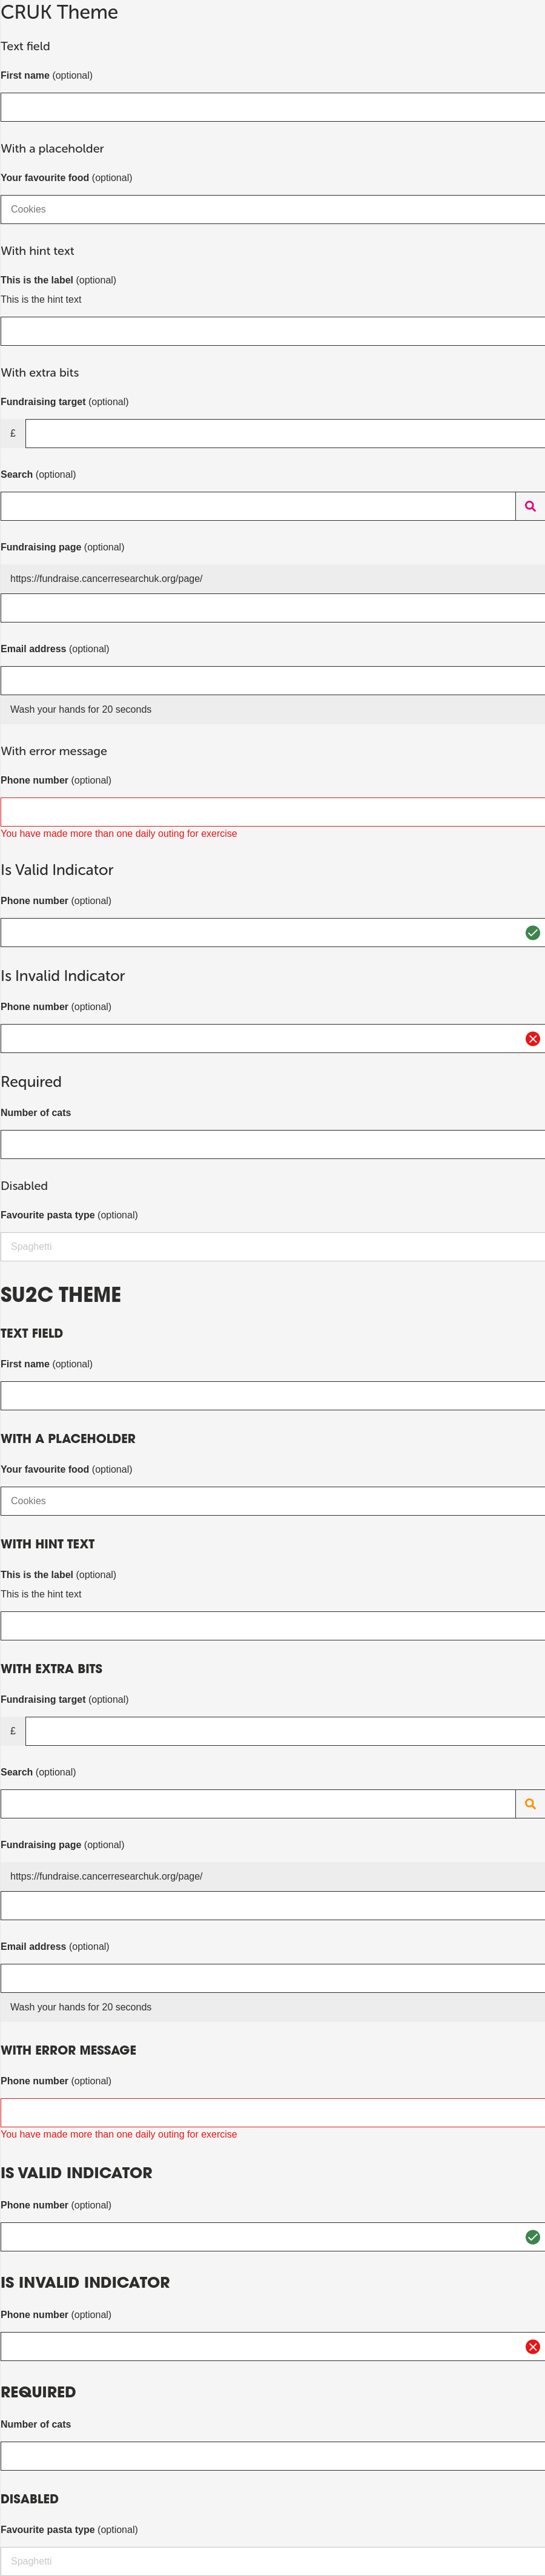 CRUK Theme
Text field
First name (optional)
With a placeholder
Your favourite food (optional)
Cookies
With hint text
This is the label (optional)
This is the hint text
With extra bits
Fundraising target (optional)
£
Search (optional)
Fundraising page (optional)
https://fundraise.cancerresearchuk.org/page/
Email address (optional)
Wash your hands for 20 seconds
With error message
Phone number (optional)
You have made more than one daily outing for exercise
Is Valid Indicator
Phone number (optional)
Is Invalid Indicator
Phone number (optional)
Required
Number of cats
Disabled
Favourite pasta type (optional)
Spaghetti
SU2C THEME
TEXT FIELD
First name (optional)
WITH A PLACEHOLDER
Your favourite food (optional)
Cookies
WITH HINT TEXT
This is the label (optional)
This is the hint text
WITH EXTRA BITS
Fundraising target (optional)
£
Search (optional)
Fundraising page (optional)
https://fundraise.cancerresearchuk.org/page/
Email address (optional)
Wash your hands for 20 seconds
WITH ERROR MESSAGE
Phone number (optional)
You have made more than one daily outing for exercise
IS VALID INDICATOR
Phone number (optional)
IS INVALID INDICATOR
Phone number (optional)
REQUIRED
Number of cats
DISABLED
Favourite pasta type (optional)
Spaghetti